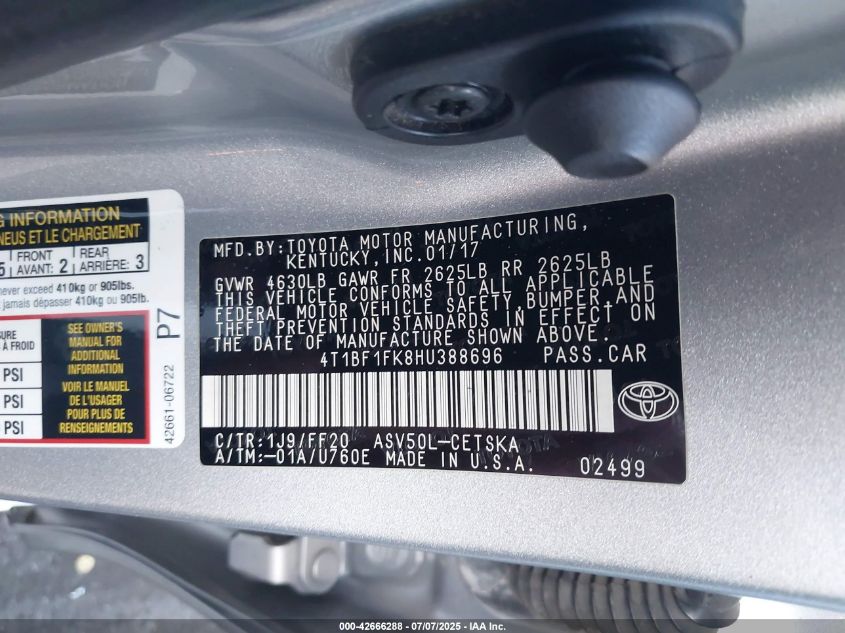 G INFORMATION
NEUS ET LE CHARGEMENT
5 FRONT AVANT: 2 REAR ARRIÈRE: 3
never exceed 410kg or 905lbs.
t jamais dépasser 410kg ou 905lb.
À FROID
PSI
PSI
PSI
SEE OWNER'S
MANUAL FOR
ADDITIONAL
INFORMATION
VOIR LE MANUEL
DE L'USAGER
POUR PLUS DE
RENSEIGNEMENTS
P7
42661-06722
MFD.BY:TOYOTA MOTOR MANUFACTURING,
KENTUCKY,INC.01/17
GVWR 4630LB GAWR FR 2625LB RR 2625LB
THIS VEHICLE CONFORMS TO ALL APPLICABLE
FEDERAL MOTOR VEHICLE SAFETY,BUMPER,AND
THEFT PREVENTION STANDARDS IN EFFECT ON
THE DATE OF MANUFACTURE SHOWN ABOVE.
4T1BF1FK8HU388696 PASS.CAR
C/TR:1J9/FF20 ASV50L-CETSKA
A/TM:-01A/U760E MADE IN U.S.A. 02499
000-42666288 - 07/07/2025 - IAA Inc.